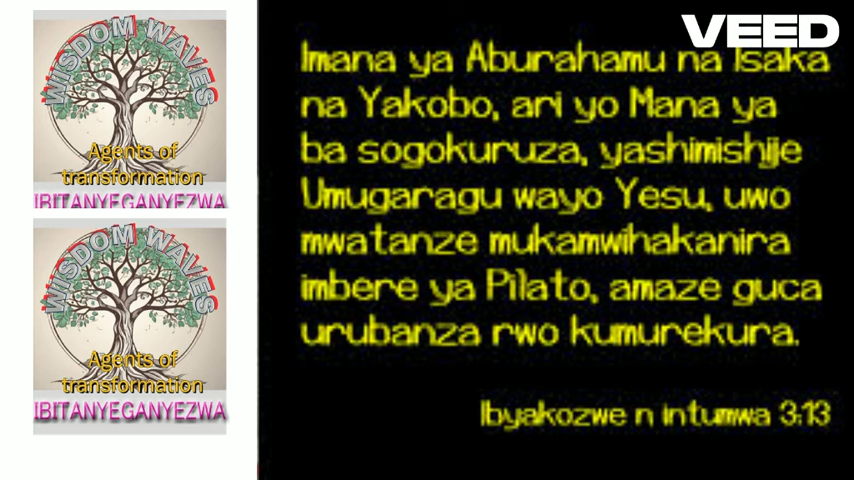 WISDOM WAVES
Agents of
transformation
IBITANYEGANYEZWA
WISDOM WAVES
Agents of
transformation
IBITANYEGANYEZWA
VEED
Imana ya Aburahamu na Isaka
na Yakobo, ari yo Mana ya
ba sogokuruza, yashimishije
Umugaragu wayo Yesu, uwo
mwatanze mukamwihakanira
imbere ya Pilato, amaze guca
urubanza rwo kumurekura.
Ibyakozwe n intumwa 3:13